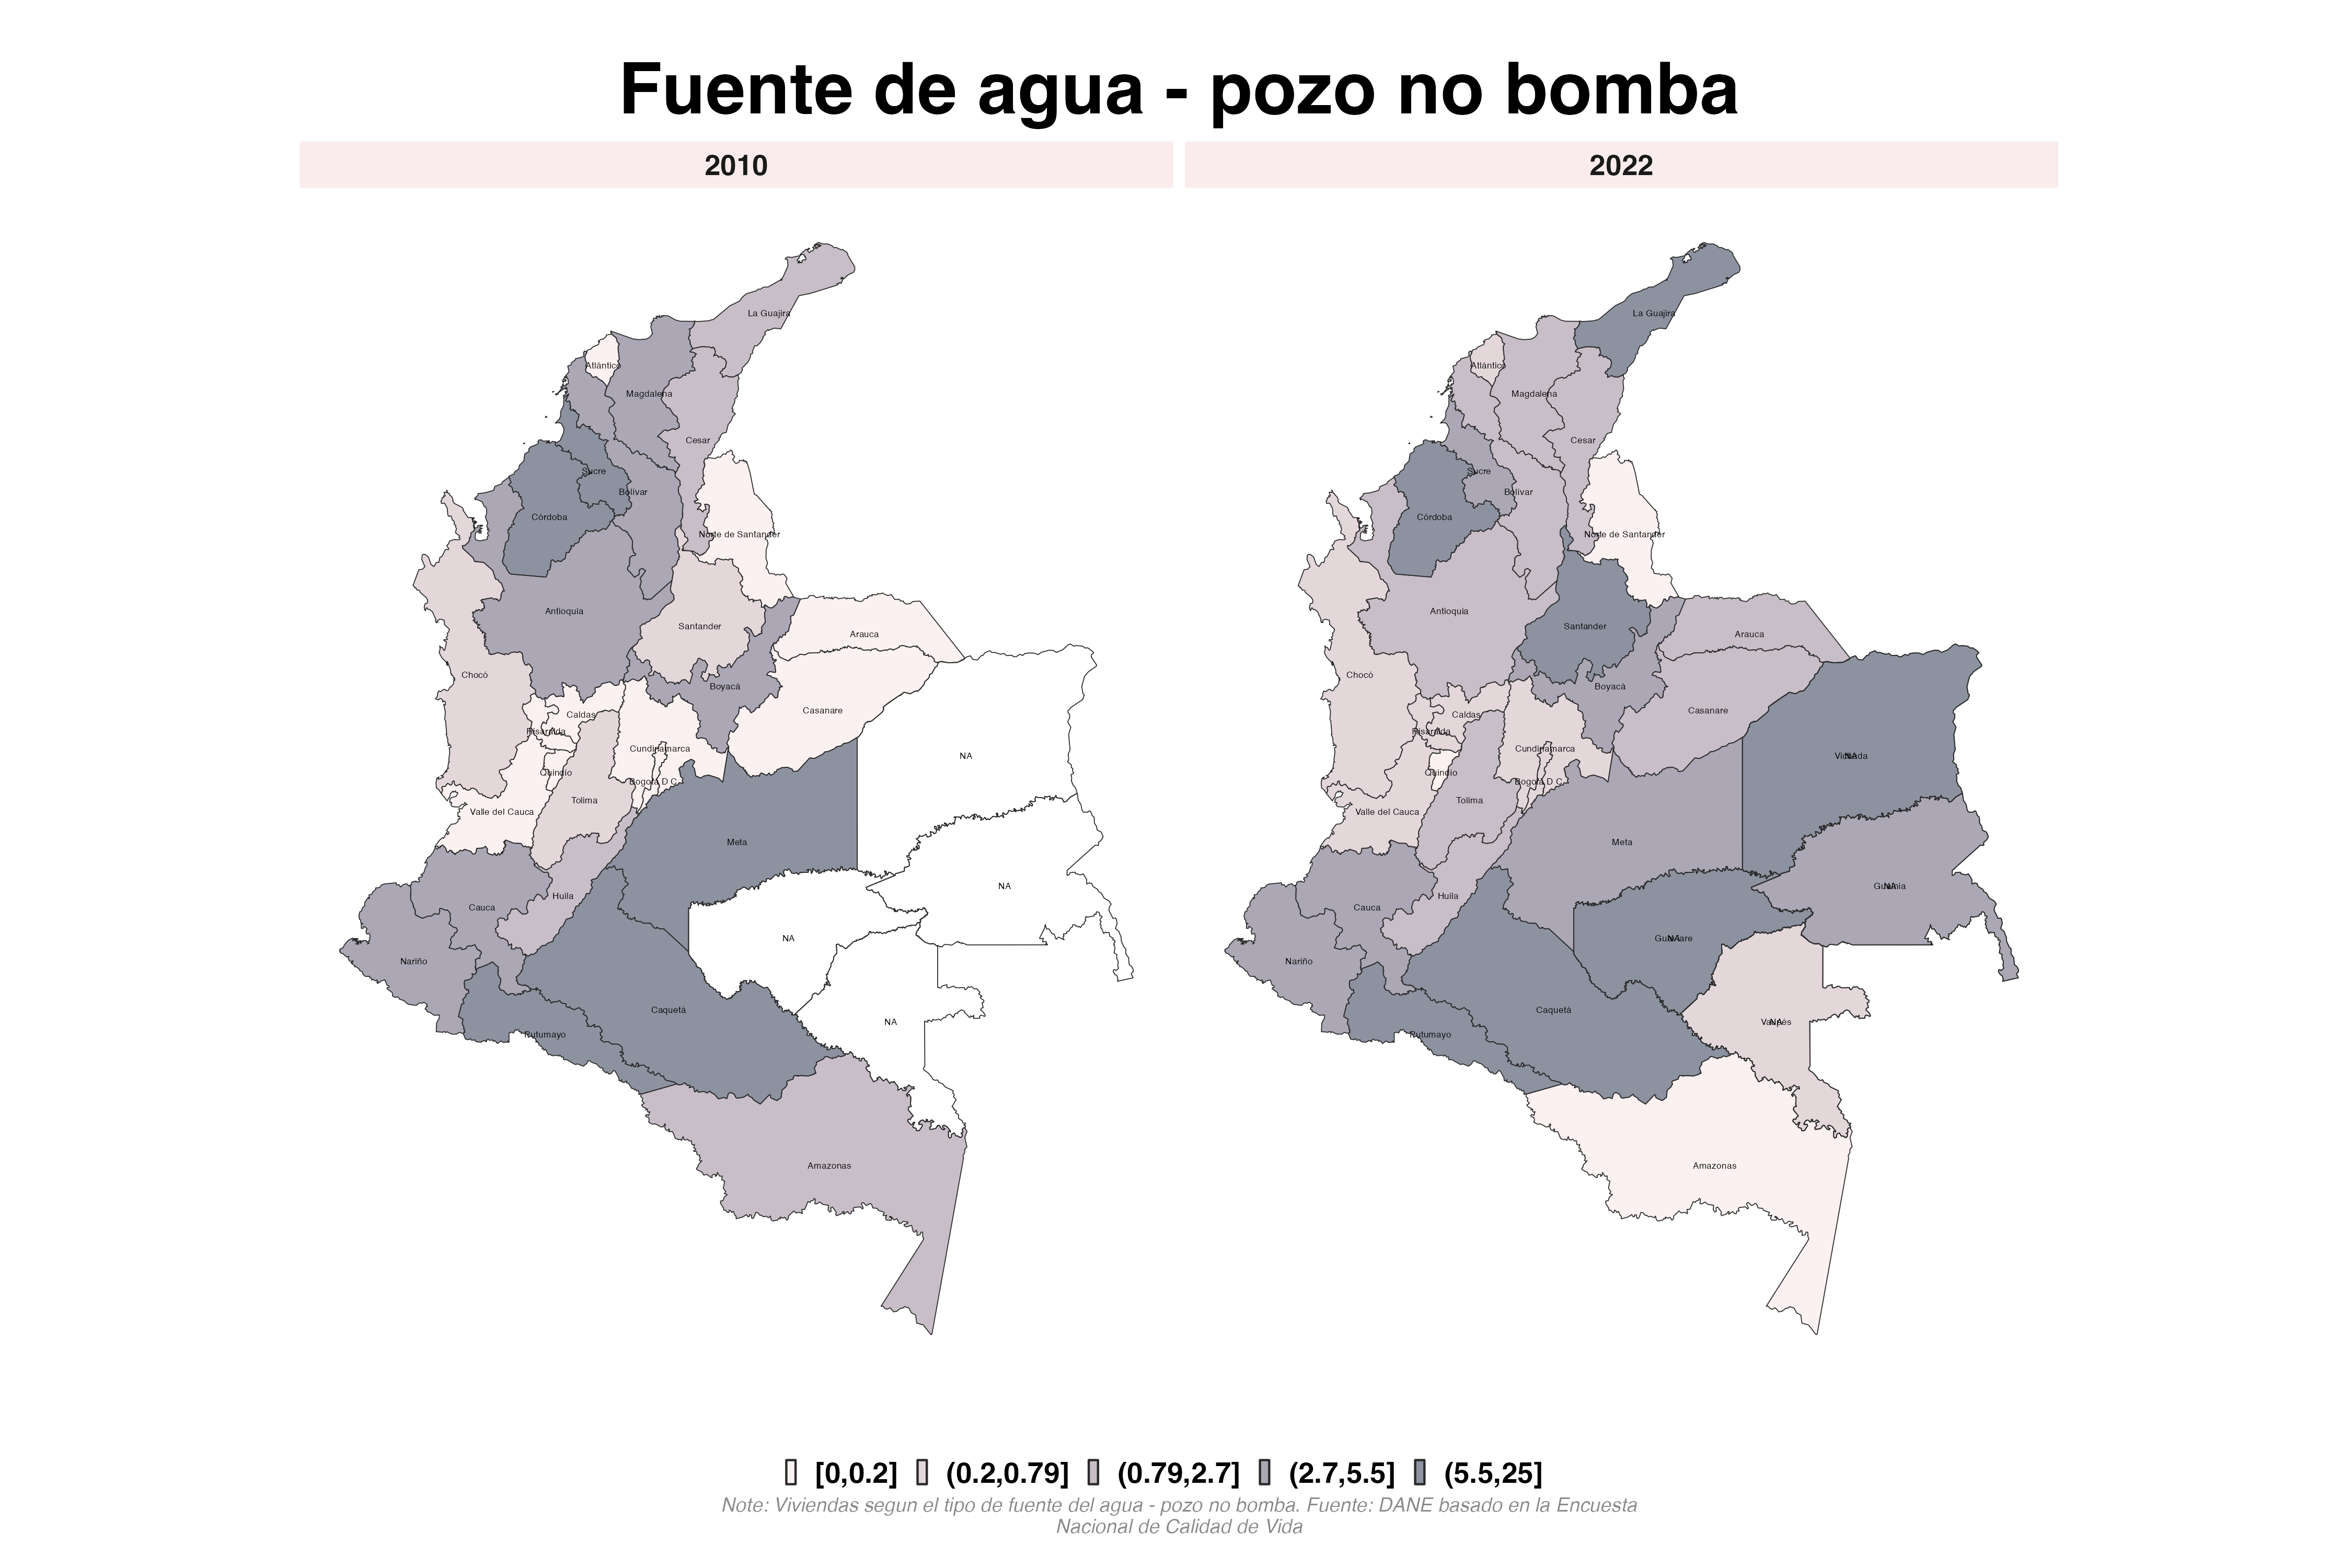 Fuente de agua - pozo no bomba
2010
2022
La Guajira
Atlántico
Magdalena
Cesar
Sucre
Bolívar
Córdoba
Norte de Santander
Antioquia
Santander
Arauca
Chocó
Boyacá
Casanare
Caldas
Risaralda
Cundinamarca
NA
Quindío
Bogotá D.C.
Tolima
Valle del Cauca
Meta
NA
Huila
Cauca
NA
Nariño
Caquetá
NA
Putumayo
Amazonas
La Guajira
Atlántico
Magdalena
Cesar
Sucre
Bolívar
Córdoba
Norte de Santander
Antioquia
Santander
Arauca
Chocó
Boyacá
Casanare
Caldas
Risaralda
Cundinamarca
Vichada
NA
Quindío
Bogotá D.C.
Tolima
Valle del Cauca
Meta
Guainía
NA
Huila
Cauca
Guaviare
NA
Nariño
Caquetá
Vaupés
NA
Putumayo
Amazonas
[0,0.2] (0.2,0.79] (0.79,2.7] (2.7,5.5] (5.5,25]
Note: Viviendas segun el tipo de fuente del agua - pozo no bomba. Fuente: DANE basado en la Encuesta
Nacional de Calidad de Vida